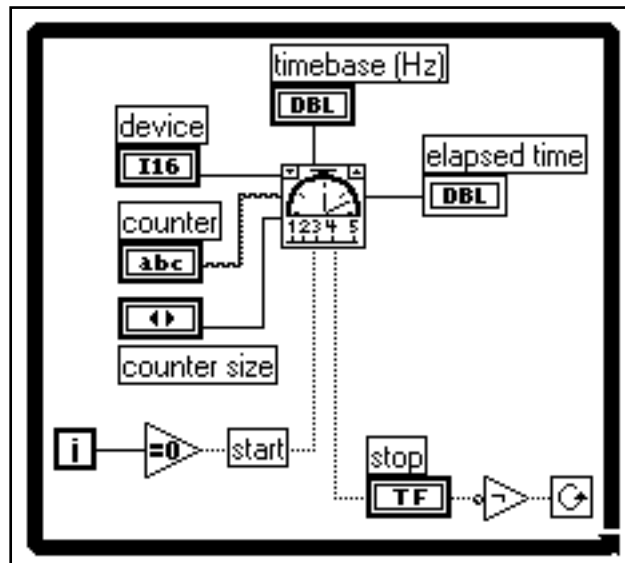 timebase (Hz)
DBL
device
I16
elapsed time
DBL
counter
1 2 3 4 5
abc
counter size
i
=0
start
stop
TF
¬